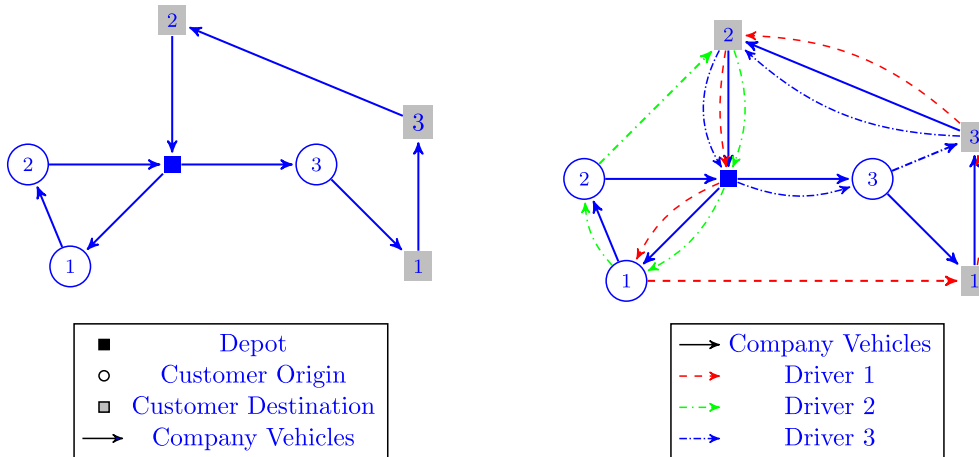 2
3
2
3
1
1
Depot
Customer Origin
Customer Destination
Company Vehicles
2
3
2
3
1
1
Company Vehicles
Driver 1
Driver 2
Driver 3